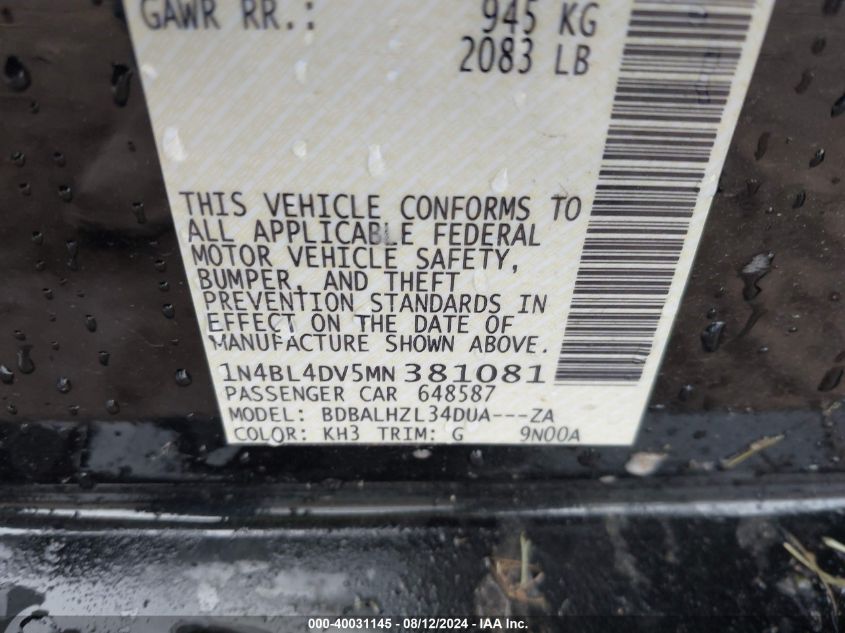 GAWR RR.: 945 KG
2083 LB
THIS VEHICLE CONFORMS TO
ALL APPLICABLE FEDERAL
MOTOR VEHICLE SAFETY,
BUMPER, AND THEFT
PREVENTION STANDARDS IN
EFFECT ON THE DATE OF
MANUFACTURE SHOWN ABOVE.
1N4BL4DV5MN 381081
PASSENGER CAR 648587
MODEL: BDBALHZL34DUA---ZA
COLOR: KH3 TRIM: G 9N00A
000-40031145 - 08/12/2024 - IAA Inc.